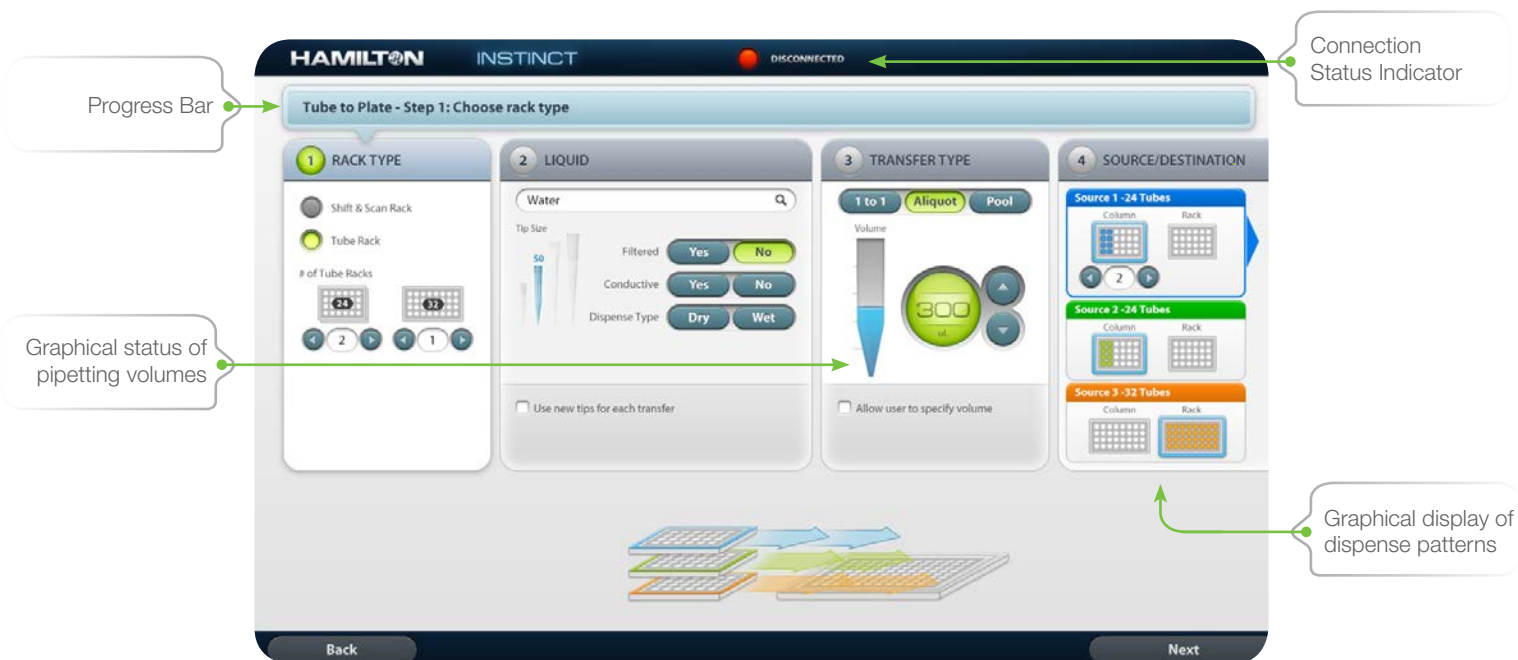 HAMILTON INSTINCT DISCONNECTED
Connection
Status Indicator
Progress Bar
Tube to Plate - Step 1: Choose rack type
1 RACK TYPE
Shift & Scan Rack
Tube Rack
# of Tube Racks
24 32
2 1
2 LIQUID
Water
Tip Size
50
Filtered Yes No
Conductive Yes No
Dispense Type Dry Wet
Use new tips for each transfer
3 TRANSFER TYPE
1 to 1 Aliquot Pool
Volume
300
ul
Allow user to specify volume
4 SOURCE/DESTINATION
Source 1 -24 Tubes
Column Rack
2
Source 2 -24 Tubes
Column Rack
Source 3 -32 Tubes
Column Rack
Graphical status of
pipetting volumes
Graphical display of
dispense patterns
Back Next